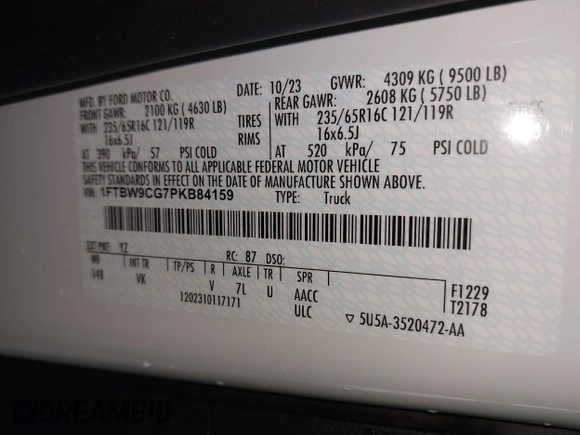 MFD. BY FORD MOTOR CO.
DATE: 10/23 GVWR: 4309 KG ( 9500 LB)
FRONT GAWR: 2100 KG ( 4630 LB) REAR GAWR: 2608 KG ( 5750 LB)
WITH 235/65R16C 121/119R TIRES WITH 235/65R16C 121/119R
16x6.5J RIMS 16x6.5J
AT 390 kPa/ 57 PSI COLD AT 520 kPa/ 75 PSI COLD
THIS VEHICLE CONFORMS TO ALL APPLICABLE FEDERAL MOTOR VEHICLE
SAFETY STANDARDS IN EFFECT ON THE DATE OF MANUFACTURE SHOWN ABOVE.
1FTBW9CG7PKB84159 TYPE: Truck
EXT PNT: YZ RC: 87 DSO:
WB INT TR TP/PS R AXLE TR SPR
148 VK V 7L U AACC
ULC
F1229
T2178
1202310117171
▽ 5U5A-3520472-AA
DREAMBID